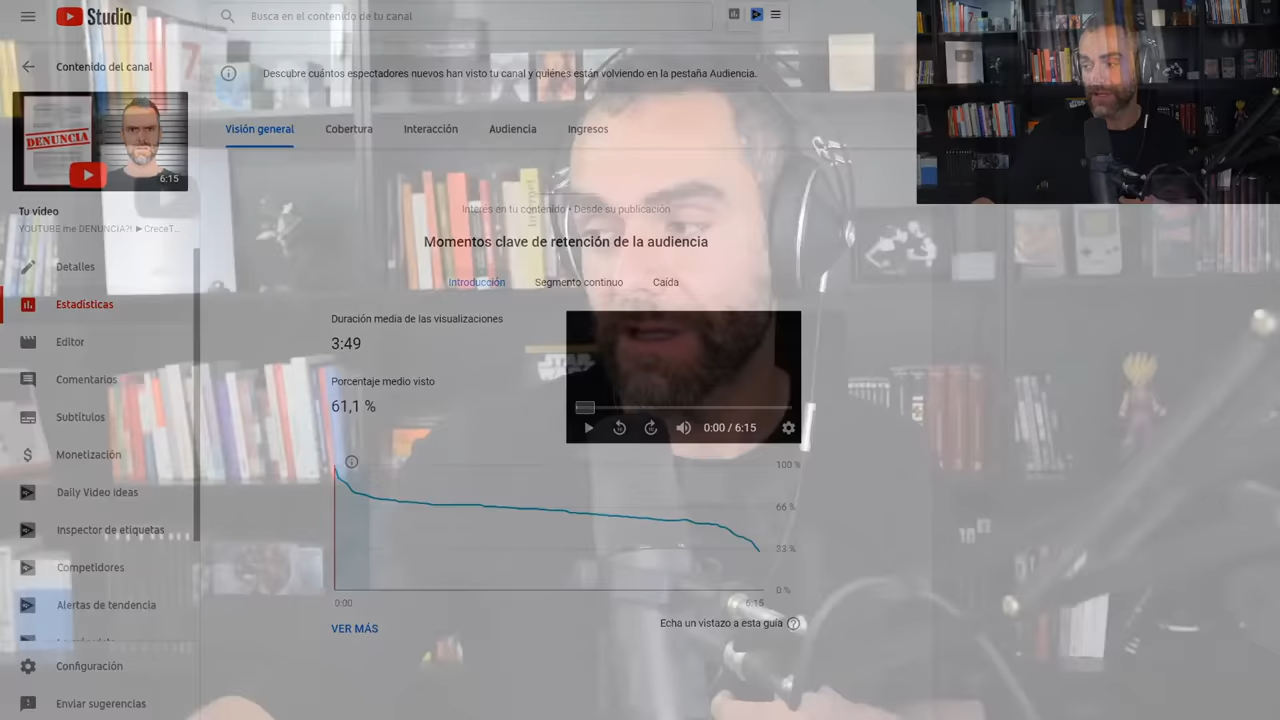 Studio
Busca en el contenido de tu canal
Contenido del canal
Descubre cuántos espectadores nuevos han visto tu canal y quiénes están volviendo en la pestaña Audiencia.
DENUNCIA
6:15
Visión general
Cobertura
Interacción
Audiencia
Ingresos
Tu vídeo
YOUTUBE me DENUNCIA?! ▶ CreceT...
Interés en tu contenido • Desde su publicación
Momentos clave de retención de la audiencia
Introducción
Segmento continuo
Caída
Detalles
Estadísticas
Editor
Comentarios
Subtítulos
Monetización
Daily Video ideas
Inspector de etiquetas
Competidores
Alertas de tendencia
Configuración
Enviar sugerencias
Duración media de las visualizaciones
3:49
Porcentaje medio visto
61,1 %
STAR
0:00 / 6:15
100 %
66 %
33 %
0 %
0:00
6:15
VER MÁS
Echa un vistazo a esta guía